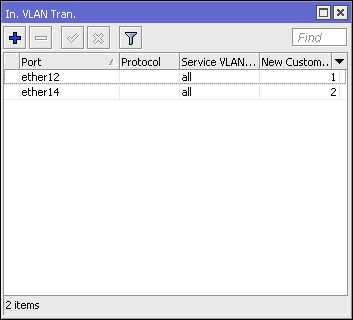 In. VLAN Tran.
Find
Port Protocol Service VLAN... New Custom...
ether12 all 1
ether14 all 2
2 items